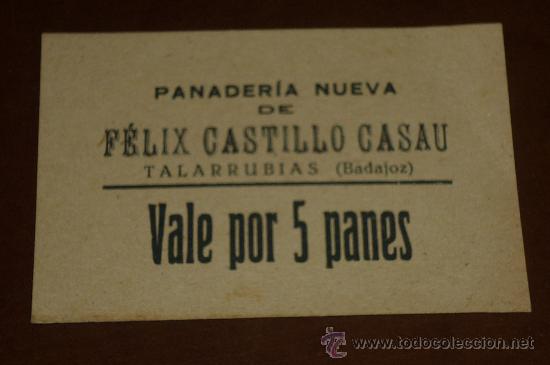 PANADERÍA NUEVA
DE
FÉLIX CASTILLO CASAU
TALARRUBIAS (Badajoz)
Vale por 5 panes
www.todocoleccion.net